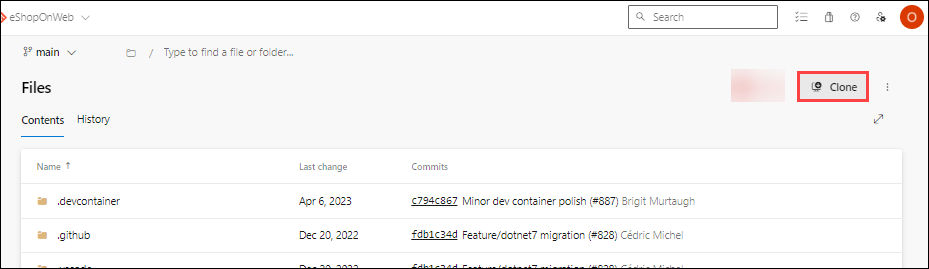 eShopOnWeb Search O
main / Type to find a file or folder...
Files Clone
Contents History
Name ↑ Last change Commits
.devcontainer Apr 6, 2023 c794c867 Minor dev container polish (#887) Brigit Murtaugh
.github Dec 20, 2022 fdb1c34d Feature/dotnet7 migration (#828) Cédric Michel
.vscode Dec 20, 2022 fdb1c34d Feature/dotnet7 migration (#828) Cédric Michel